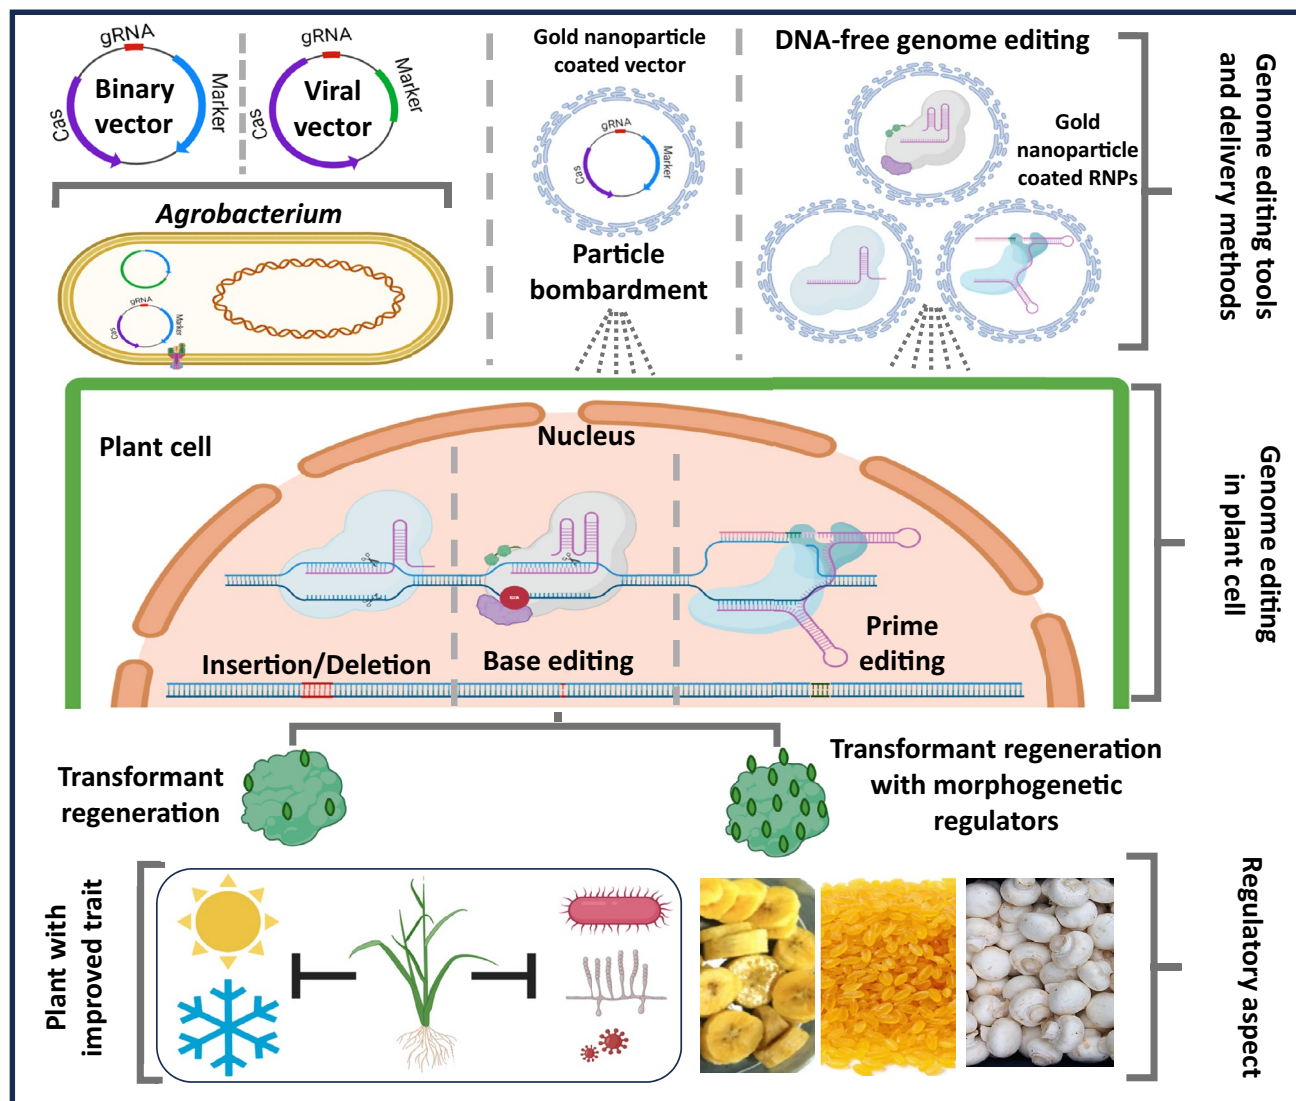 gRNA
Cas
Binary
vector
Marker
gRNA
Cas
Viral
vector
Marker
Agrobacterium
gRNA
Cas
Marker
Gold nanoparticle
coated vector
gRNA
Cas
Marker
Particle
bombardment
DNA-free genome editing
Gold
nanoparticle
coated RNPs
Genome editing tools
and delivery methods
Plant cell
Nucleus
Insertion/Deletion
Base editing
Prime
editing
Genome editing
in plant cell
Transformant
regeneration
Transformant regeneration
with morphogenetic
regulators
Plant with
improved trait
Regulatory aspect